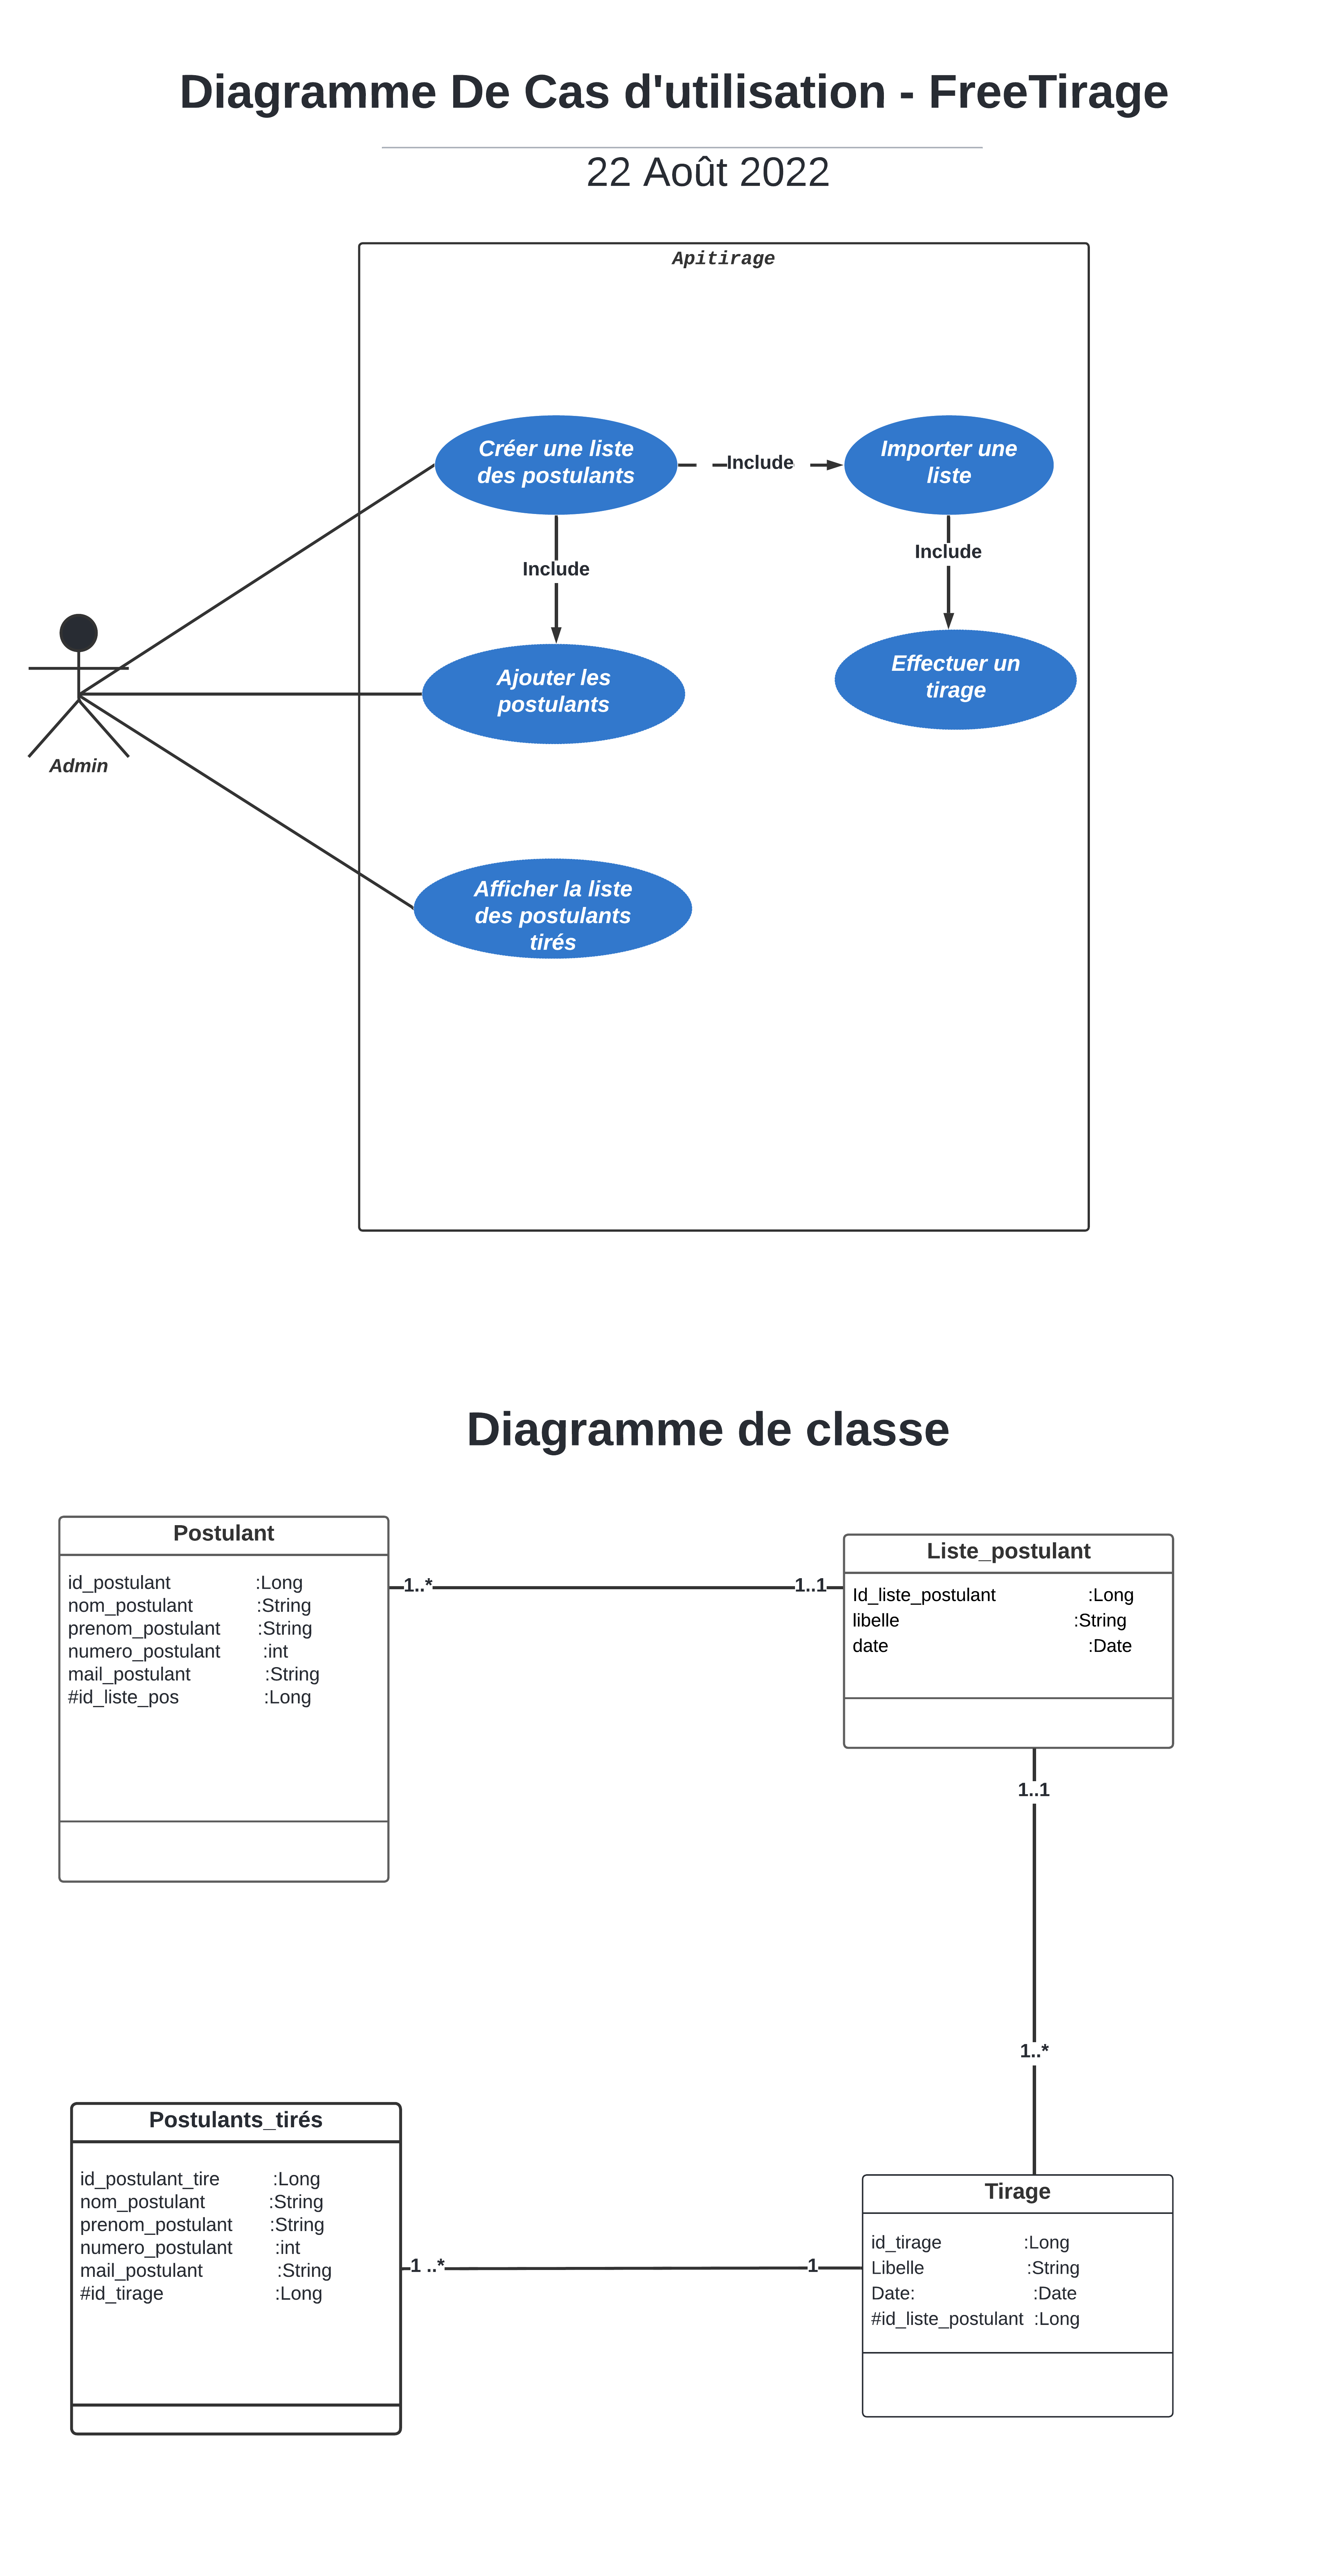 Diagramme De Cas d'utilisation - FreeTirage
22 Août 2022
Apitirage
Créer une liste
des postulants
Include
Importer une
liste
Include
Include
Ajouter les
postulants
Effectuer un
tirage
Admin
Afficher la liste
des postulants
tirés
Diagramme de classe
Postulant
id_postulant :Long
nom_postulant :String
prenom_postulant :String
numero_postulant :int
mail_postulant :String
#id_liste_pos :Long
1..*
1..1
Liste_postulant
Id_liste_postulant :Long
libelle :String
date :Date
1..1
1..*
Postulants_tirés
id_postulant_tire :Long
nom_postulant :String
prenom_postulant :String
numero_postulant :int
mail_postulant :String
#id_tirage :Long
1 ..*
1
Tirage
id_tirage :Long
Libelle :String
Date: :Date
#id_liste_postulant :Long